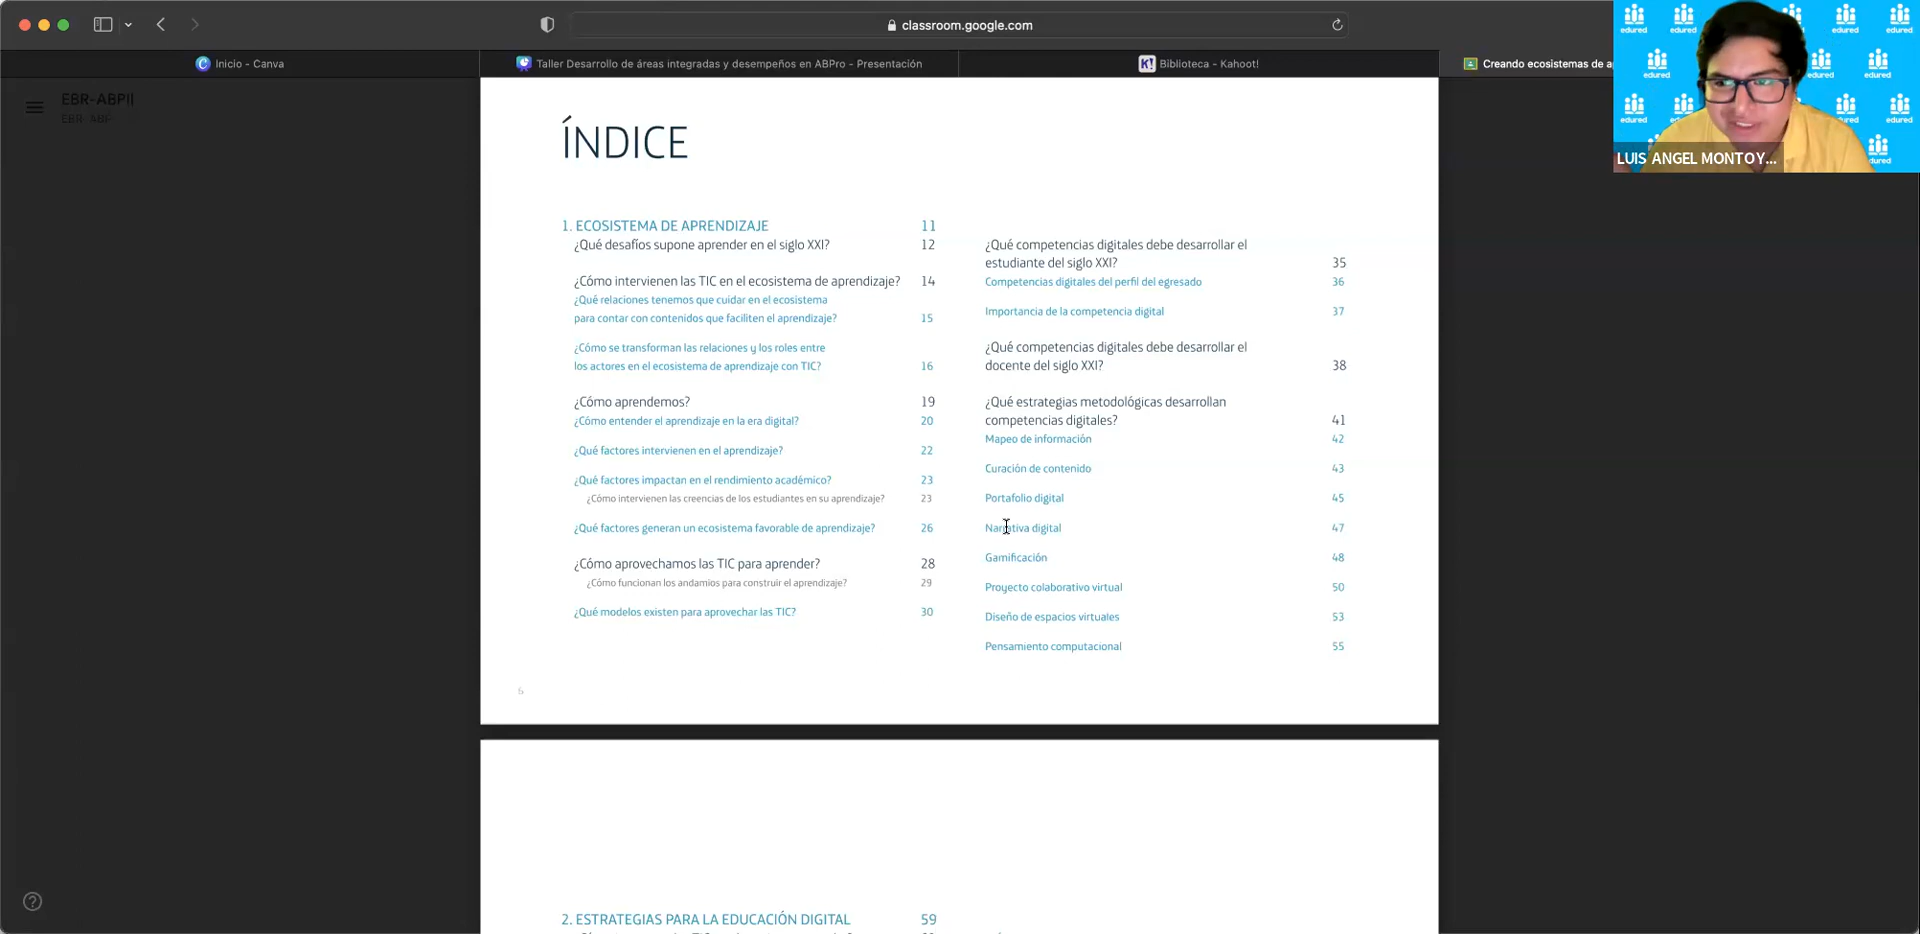 classroom.google.com
Inicio - Canva
Taller Desarrollo de áreas integradas y desempeños en ABPro - Presentación
K! Biblioteca - Kahoot!
Creando ecosistemas de ap
EBR-ABPII
EBR-ABP
edured
LUIS ANGEL MONTOY...
ÍNDICE
1. ECOSISTEMA DE APRENDIZAJE 11
¿Qué desafíos supone aprender en el siglo XXI? 12
¿Cómo intervienen las TIC en el ecosistema de aprendizaje? 14
¿Qué relaciones tenemos que cuidar en el ecosistema
para contar con contenidos que faciliten el aprendizaje? 15
¿Cómo se transforman las relaciones y los roles entre
los actores en el ecosistema de aprendizaje con TIC? 16
¿Cómo aprendemos? 19
¿Cómo entender el aprendizaje en la era digital? 20
¿Qué factores intervienen en el aprendizaje? 22
¿Qué factores impactan en el rendimiento académico? 23
¿Cómo intervienen las creencias de los estudiantes en su aprendizaje? 23
¿Qué factores generan un ecosistema favorable de aprendizaje? 26
¿Cómo aprovechamos las TIC para aprender? 28
¿Cómo funcionan los andamios para construir el aprendizaje? 29
¿Qué modelos existen para aprovechar las TIC? 30
¿Qué competencias digitales debe desarrollar el
estudiante del siglo XXI? 35
Competencias digitales del perfil del egresado 36
Importancia de la competencia digital 37
¿Qué competencias digitales debe desarrollar el
docente del siglo XXI? 38
¿Qué estrategias metodológicas desarrollan
competencias digitales? 41
Mapeo de información 42
Curación de contenido 43
Portafolio digital 45
Narrativa digital 47
Gamificación 48
Proyecto colaborativo virtual 50
Diseño de espacios virtuales 53
Pensamiento computacional 55
6
2. ESTRATEGIAS PARA LA EDUCACIÓN DIGITAL 59